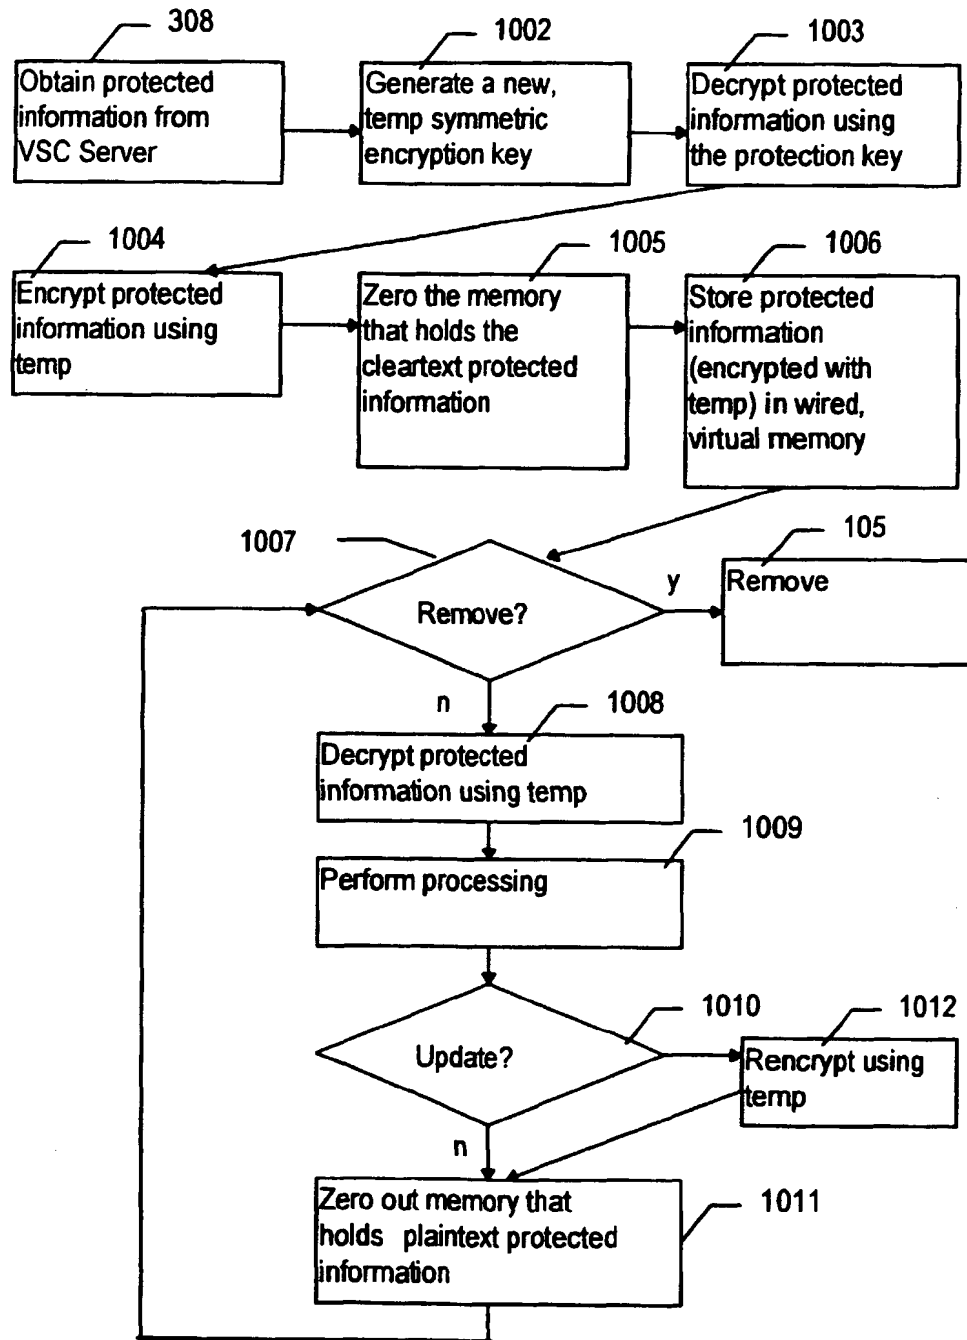 308
Obtain protected
information from
VSC Server
1002
Generate a new,
temp symmetric
encryption key
1003
Decrypt protected
information using
the protection key
1004
Encrypt protected
information using
temp
1005
Zero the memory
that holds the
cleartext protected
information
1006
Store protected
information
(encrypted with
temp) in wired,
virtual memory
1007
Remove?
y
105
Remove
n
1008
Decrypt protected
information using temp
1009
Perform processing
1010
Update?
1012
Rencrypt using
temp
n
Zero out memory that
holds plaintext protected
information
1011